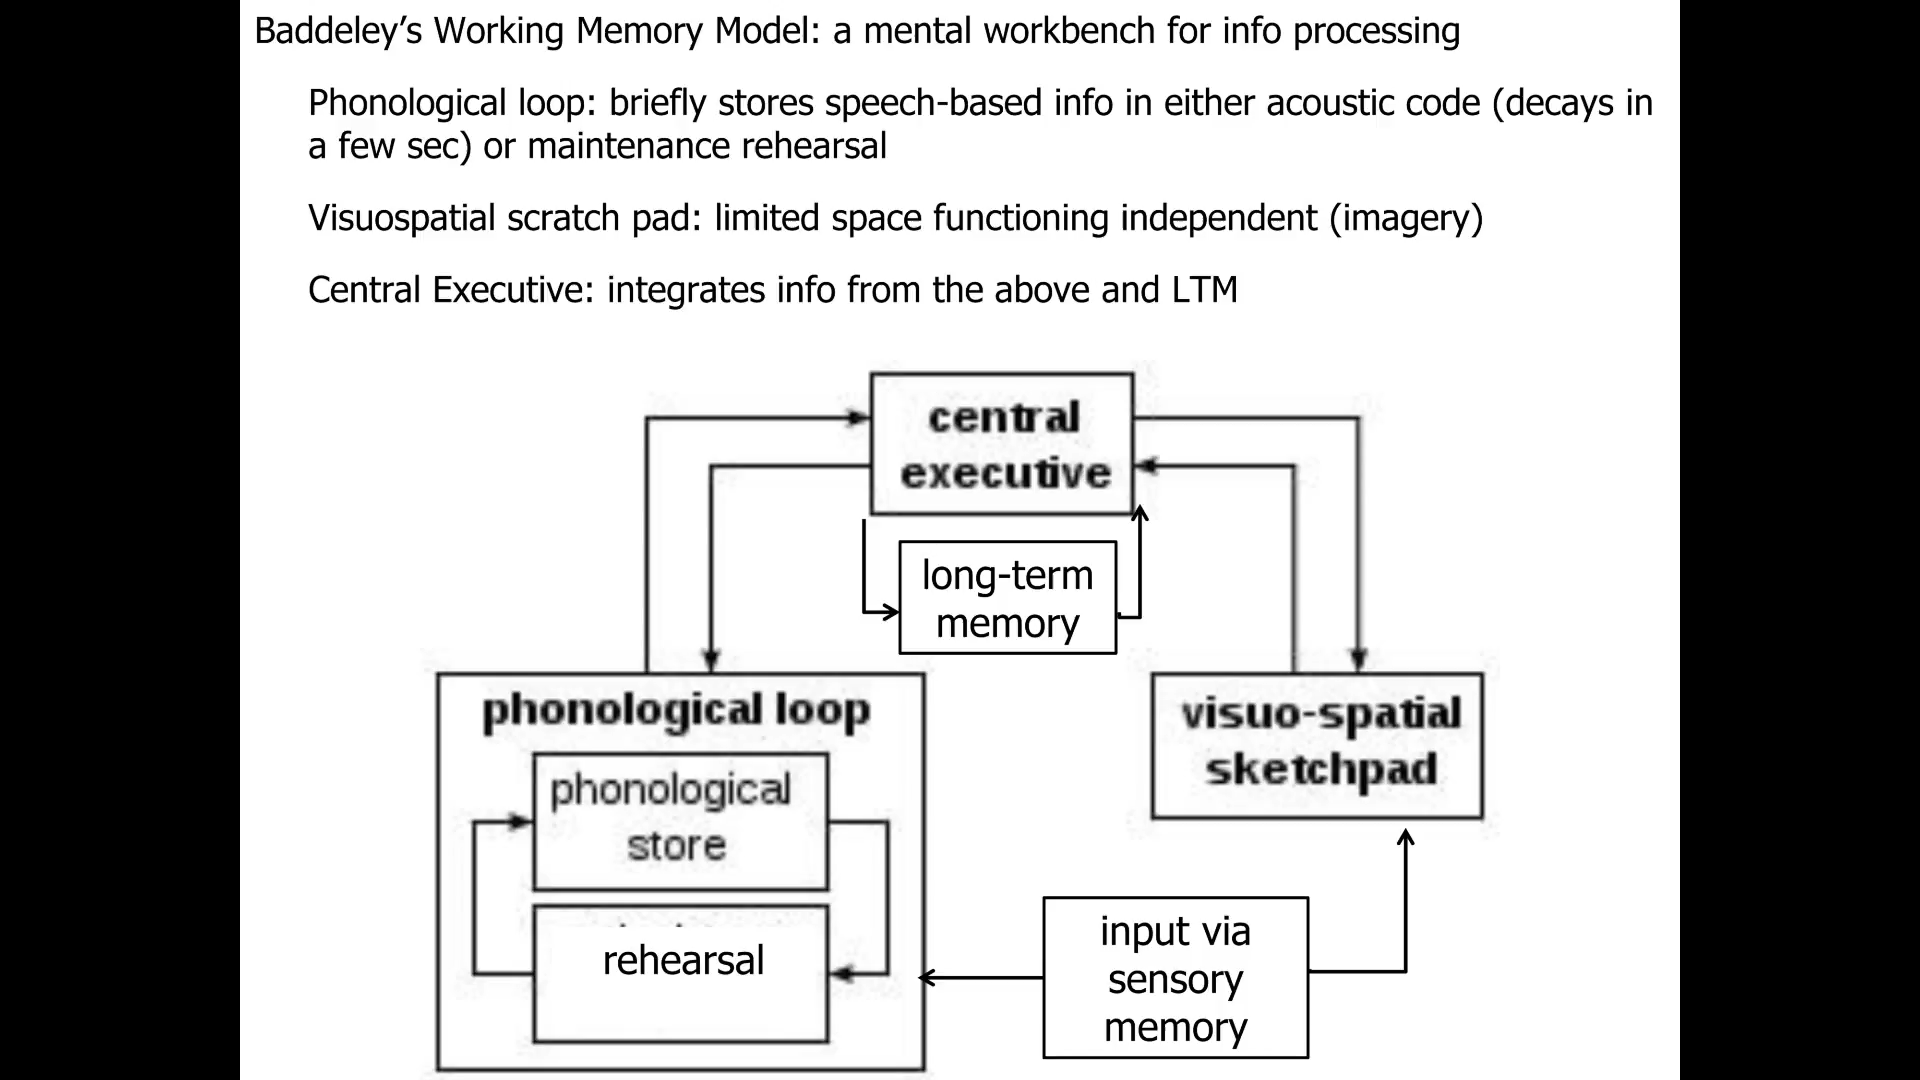 Baddeley’s Working Memory Model: a mental workbench for info processing
Phonological loop: briefly stores speech-based info in either acoustic code (decays in
a few sec) or maintenance rehearsal
Visuospatial scratch pad: limited space functioning independent (imagery)
Central Executive: integrates info from the above and LTM
central
executive
long-term
memory
phonological loop
phonological
store
rehearsal
visuo-spatial
sketchpad
input via
sensory
memory